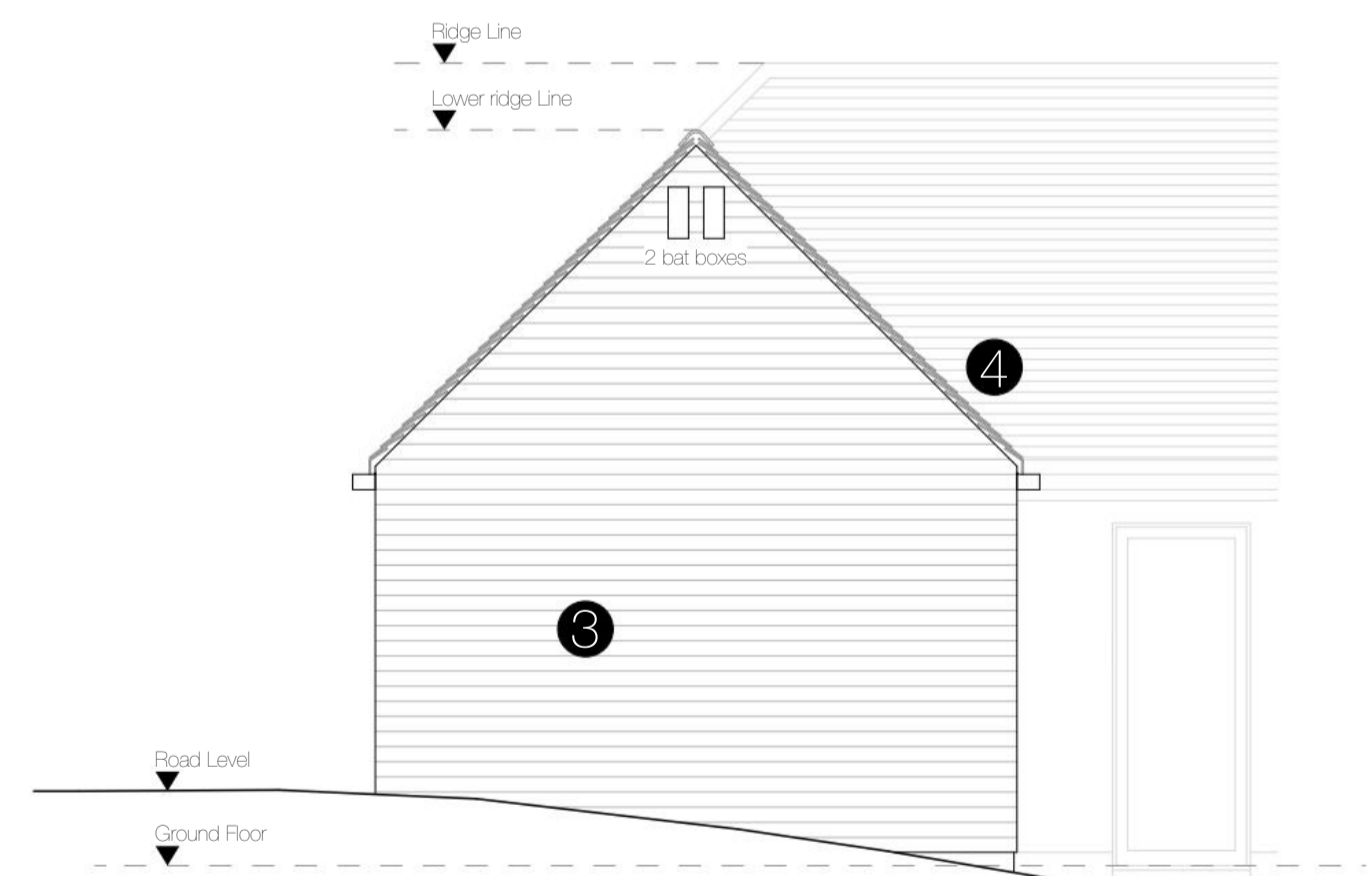 Ridge Line
Lower ridge Line
2 bat boxes
4
3
Road Level
Ground Floor